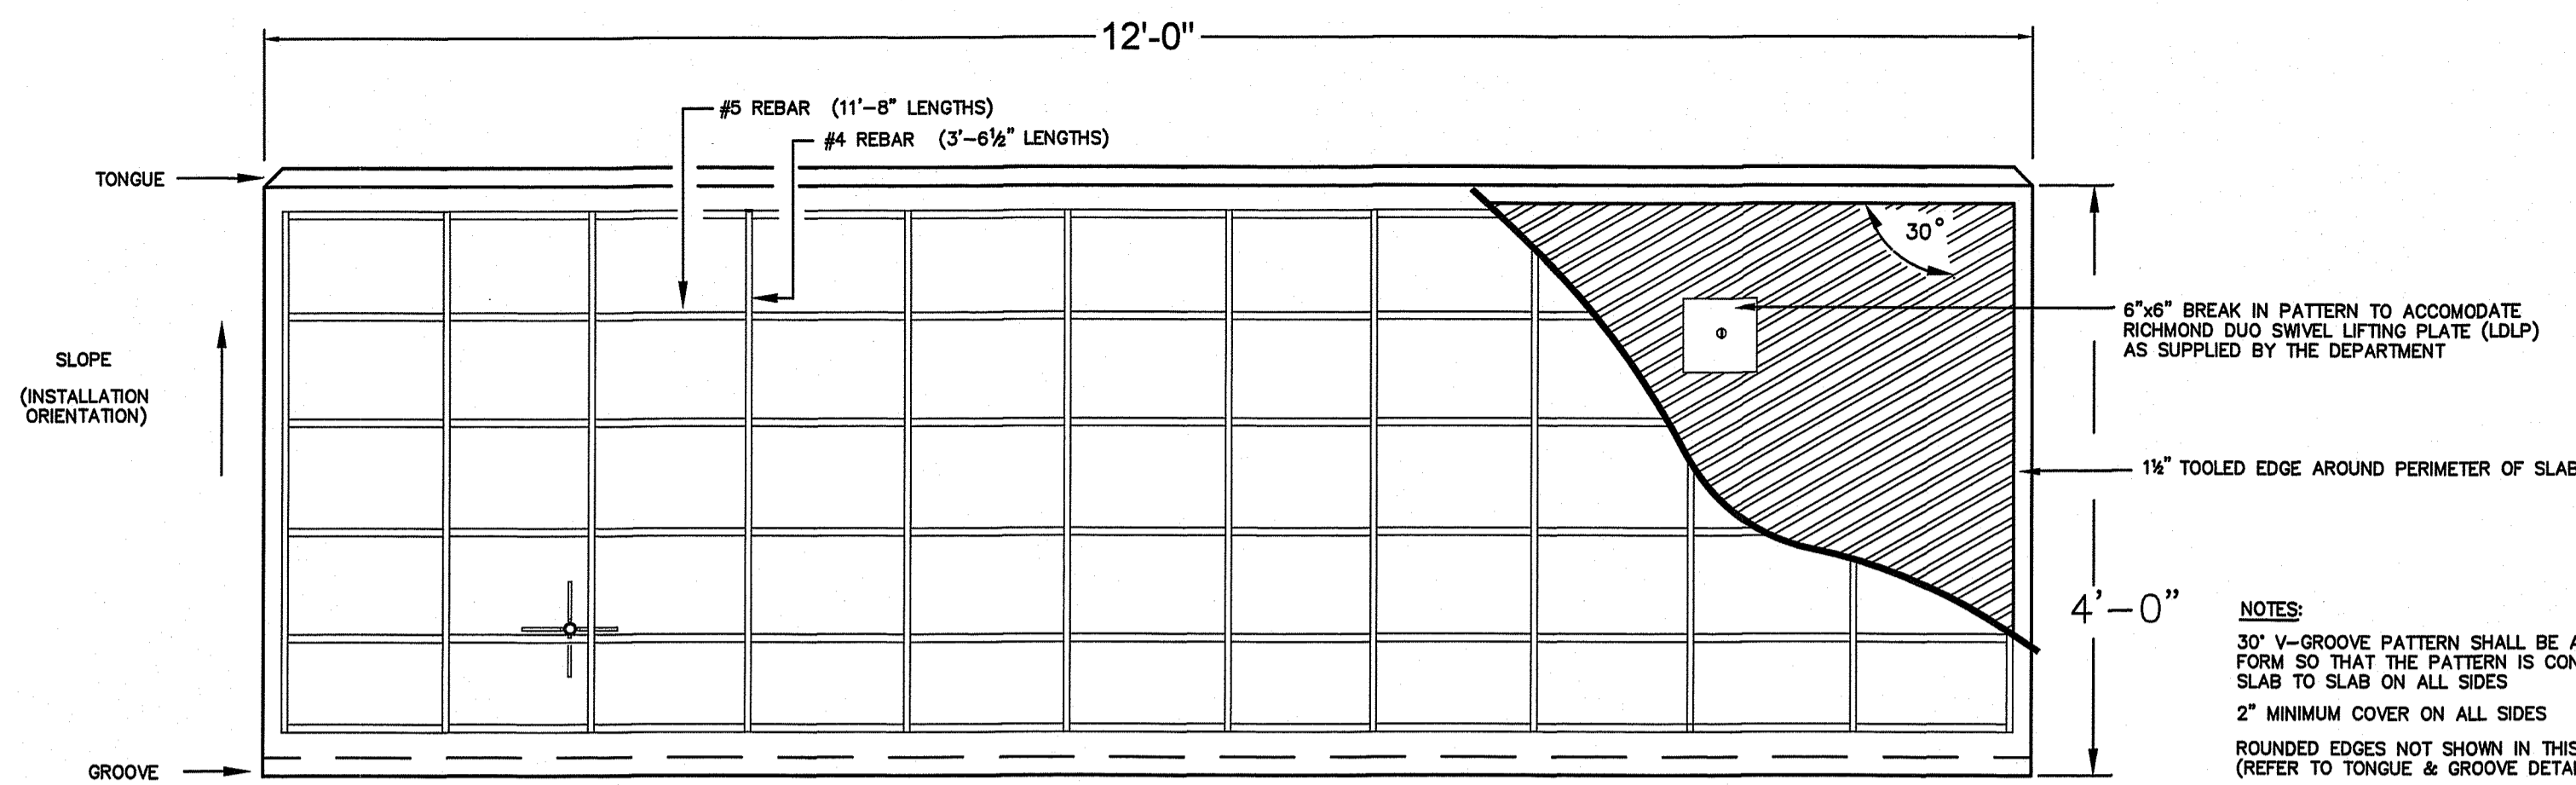 12'-0"
#5 REBAR (11'-8" LENGTHS)
#4 REBAR (3'-6½" LENGTHS)
TONGUE
30°
6"x6" BREAK IN PATTERN TO ACCOMODATE
RICHMOND DUO SWIVEL LIFTING PLATE (LDLP)
AS SUPPLIED BY THE DEPARTMENT
SLOPE
(INSTALLATION
ORIENTATION)
1½" TOOLED EDGE AROUND PERIMETER OF SLAB
4'-0"
NOTES:
30° V-GROOVE PATTERN SHALL BE
FORM SO THAT THE PATTERN IS
SLAB TO SLAB ON ALL SIDES
2" MINIMUM COVER ON ALL SIDES
ROUNDED EDGES NOT SHOWN IN THIS
(REFER TO TONGUE & GROOVE
GROOVE